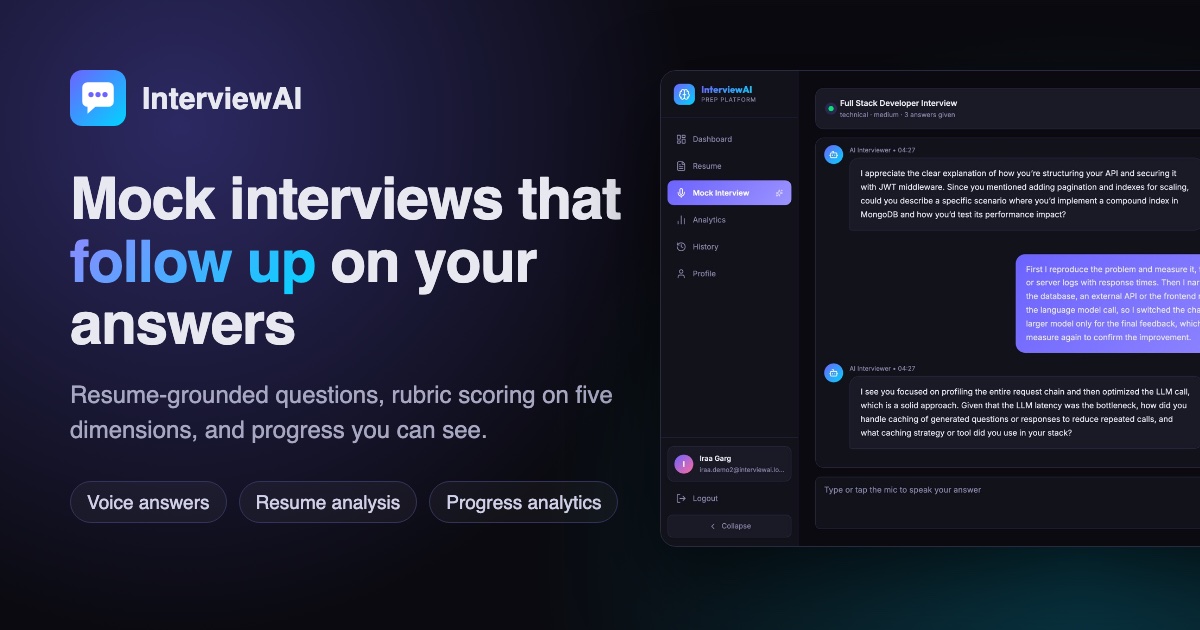 InterviewAI
Mock interviews that
follow up on your
answers
Resume-grounded questions, rubric scoring on five
dimensions, and progress you can see.
Voice answers
Resume analysis
Progress analytics
InterviewAI
PREP PLATFORM
Dashboard
Resume
Mock Interview
Analytics
History
Profile
I
Iraa Garg
iraa.demo2@interviewai.lo...
Logout
Collapse
Full Stack Developer Interview
technical · medium · 3 answers given
AI Interviewer • 04:27
I appreciate the clear explanation of how you're structuring your API and securing it
with JWT middleware. Since you mentioned adding pagination and indexes for scaling,
could you describe a specific scenario where you'd implement a compound index in
MongoDB and how you'd test its performance impact?
First I reproduce the problem and measure it,
or server logs with response times. Then I nar
the database, an external API or the frontend
the language model call, so I switched the cha
larger model only for the final feedback, which
measure again to confirm the improvement.
AI Interviewer • 04:27
I see you focused on profiling the entire request chain and then optimized the LLM call,
which is a solid approach. Given that the LLM latency was the bottleneck, how did you
handle caching of generated questions or responses to reduce repeated calls, and
what caching strategy or tool did you use in your stack?
Type or tap the mic to speak your answer